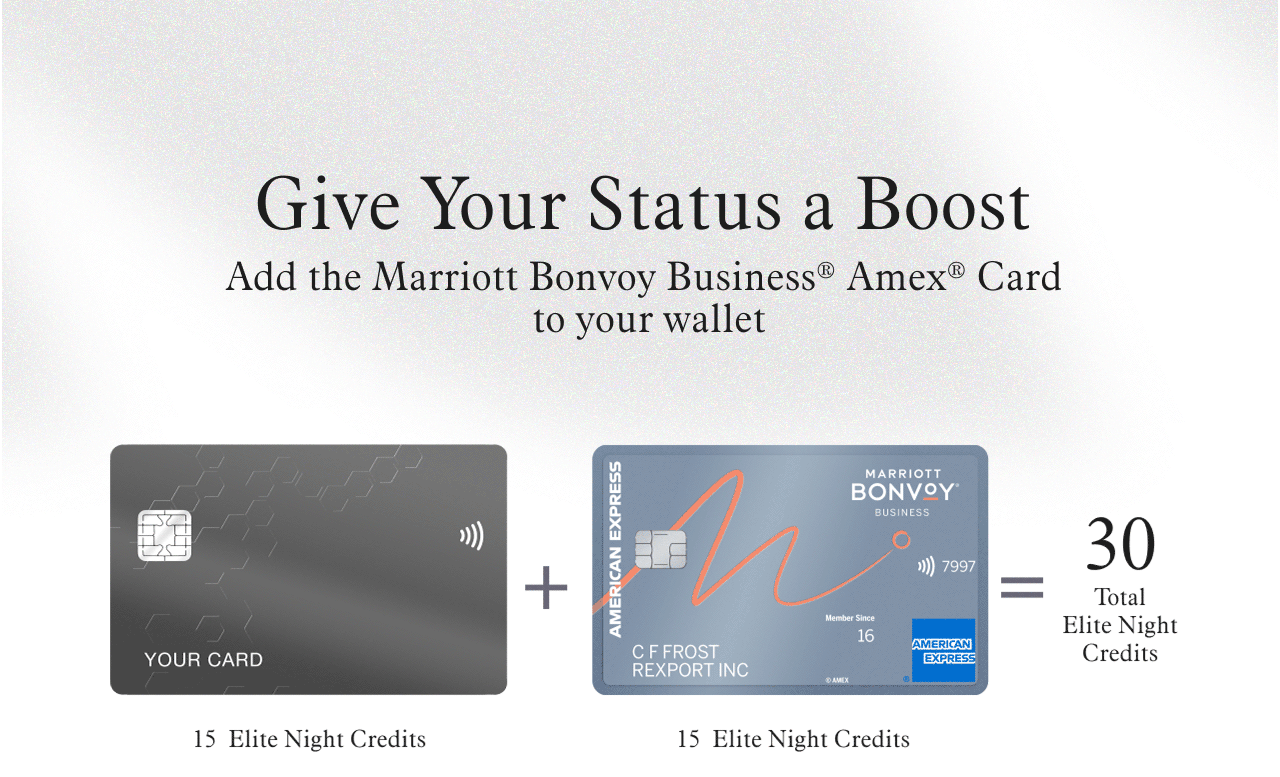 Give Your Status a Boost
Add the Marriott Bonvoy Business® Amex® Card
to your wallet
YOUR CARD
+
AMERICAN EXPRESS
MARRIOTT
BONVOY®
BUSINESS
7997
Member Since
16
C F FROST
REXPORT INC
© AMEX
AMERICAN
EXPRESS
®
=
30
Total
Elite Night
Credits
15 Elite Night Credits
15 Elite Night Credits